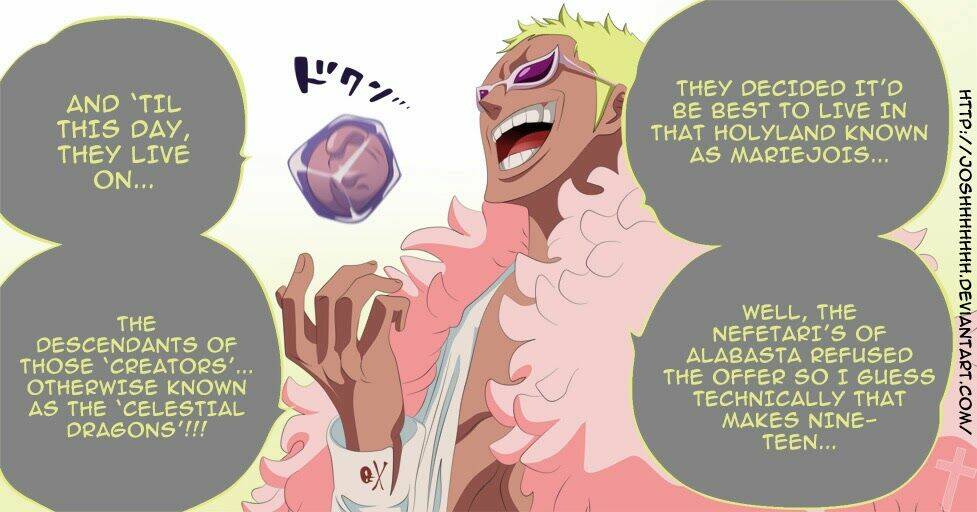 THEY DECIDED IT'D
BE BEST TO LIVE IN
THAT HOLYLAND KNOWN
AS MARIEJOIS...
WELL, THE
NEFETARI'S OF
ALABASTA REFUSED
THE OFFER SO I GUESS
TECHNICALLY THAT
MAKES NINE-
TEEN...
ドクン...
AND 'TIL
THIS DAY,
THEY LIVE
ON...
THE
DESCENDANTS OF
THOSE 'CREATORS'...
OTHERWISE KNOWN
AS THE 'CELESTIAL
DRAGONS'!!!
HTTP://JOSHHHHHHH.DEVIANTART.COM/